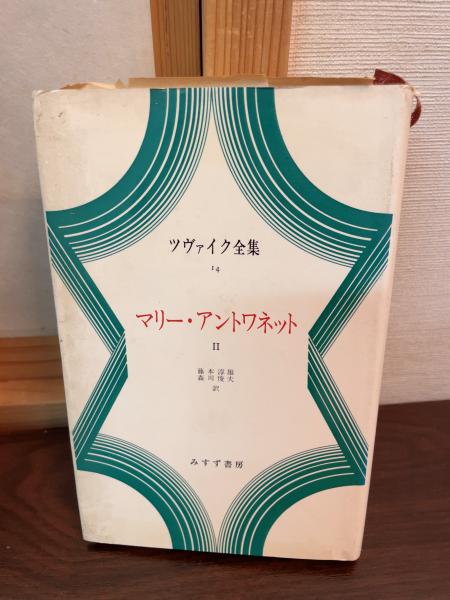 ツヴァイク全集
14
マリー・アントワネット
II
藤本淳雄
森川俊夫
訳
みすず書房